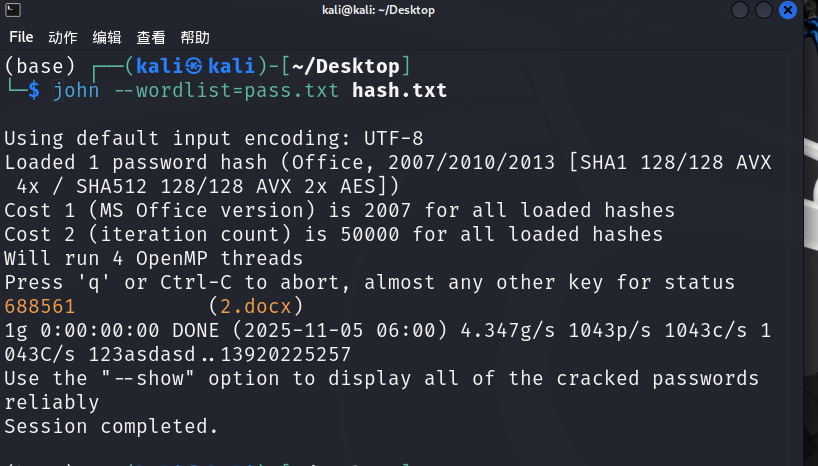 kali@kali: ~/Desktop
File 动作 编辑 查看 帮助
(base) ┌──(kali㉿kali)-[~/Desktop]
└─$ john --wordlist=pass.txt hash.txt
Using default input encoding: UTF-8
Loaded 1 password hash (Office, 2007/2010/2013 [SHA1 128/128 AVX
4x / SHA512 128/128 AVX 2x AES])
Cost 1 (MS Office version) is 2007 for all loaded hashes
Cost 2 (iteration count) is 50000 for all loaded hashes
Will run 4 OpenMP threads
Press 'q' or Ctrl-C to abort, almost any other key for status
688561           (2.docx)
1g 0:00:00:00 DONE (2025-11-05 06:00) 4.347g/s 1043p/s 1043c/s 1
043C/s 123asdasd..13920225257
Use the "--show" option to display all of the cracked passwords
reliably
Session completed.